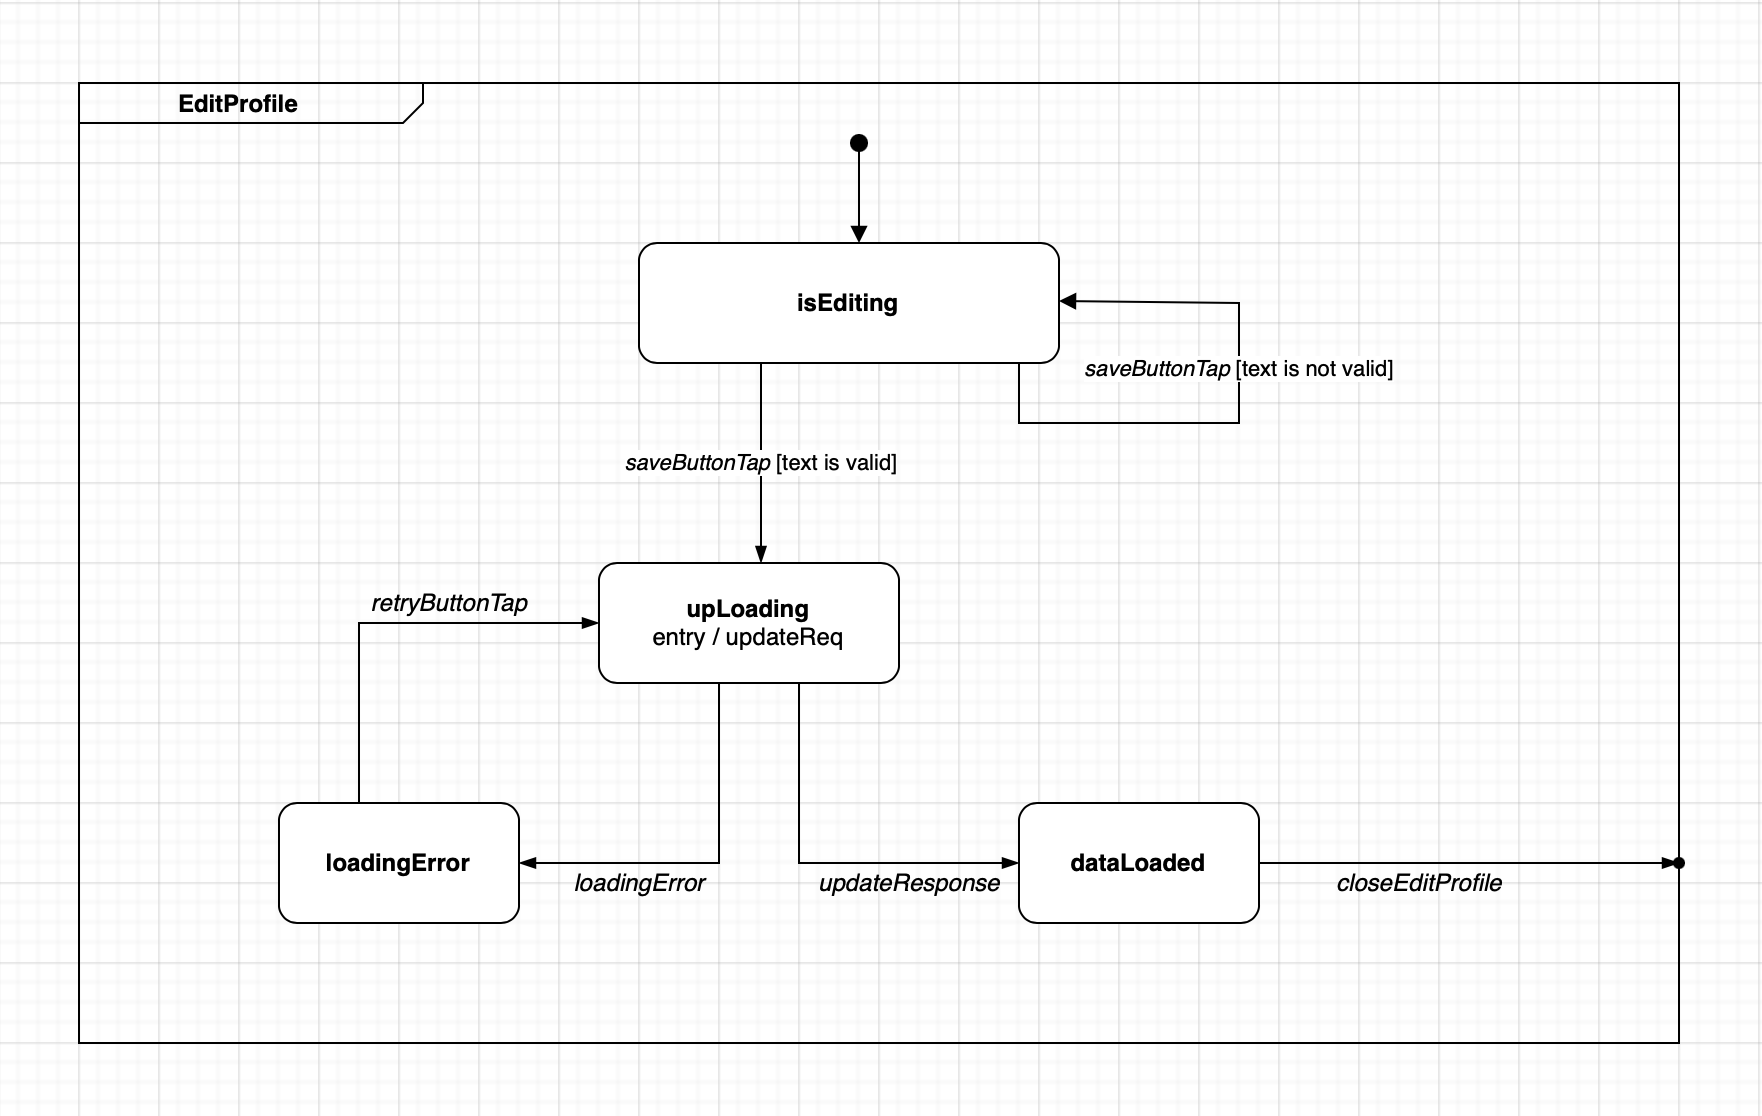 EditProfile
isEditing
saveButtonTap [text is not valid]
saveButtonTap [text is valid]
retryButtonTap
upLoading
entry / updateReq
loadingError
loadingError
updateResponse
dataLoaded
closeEditProfile